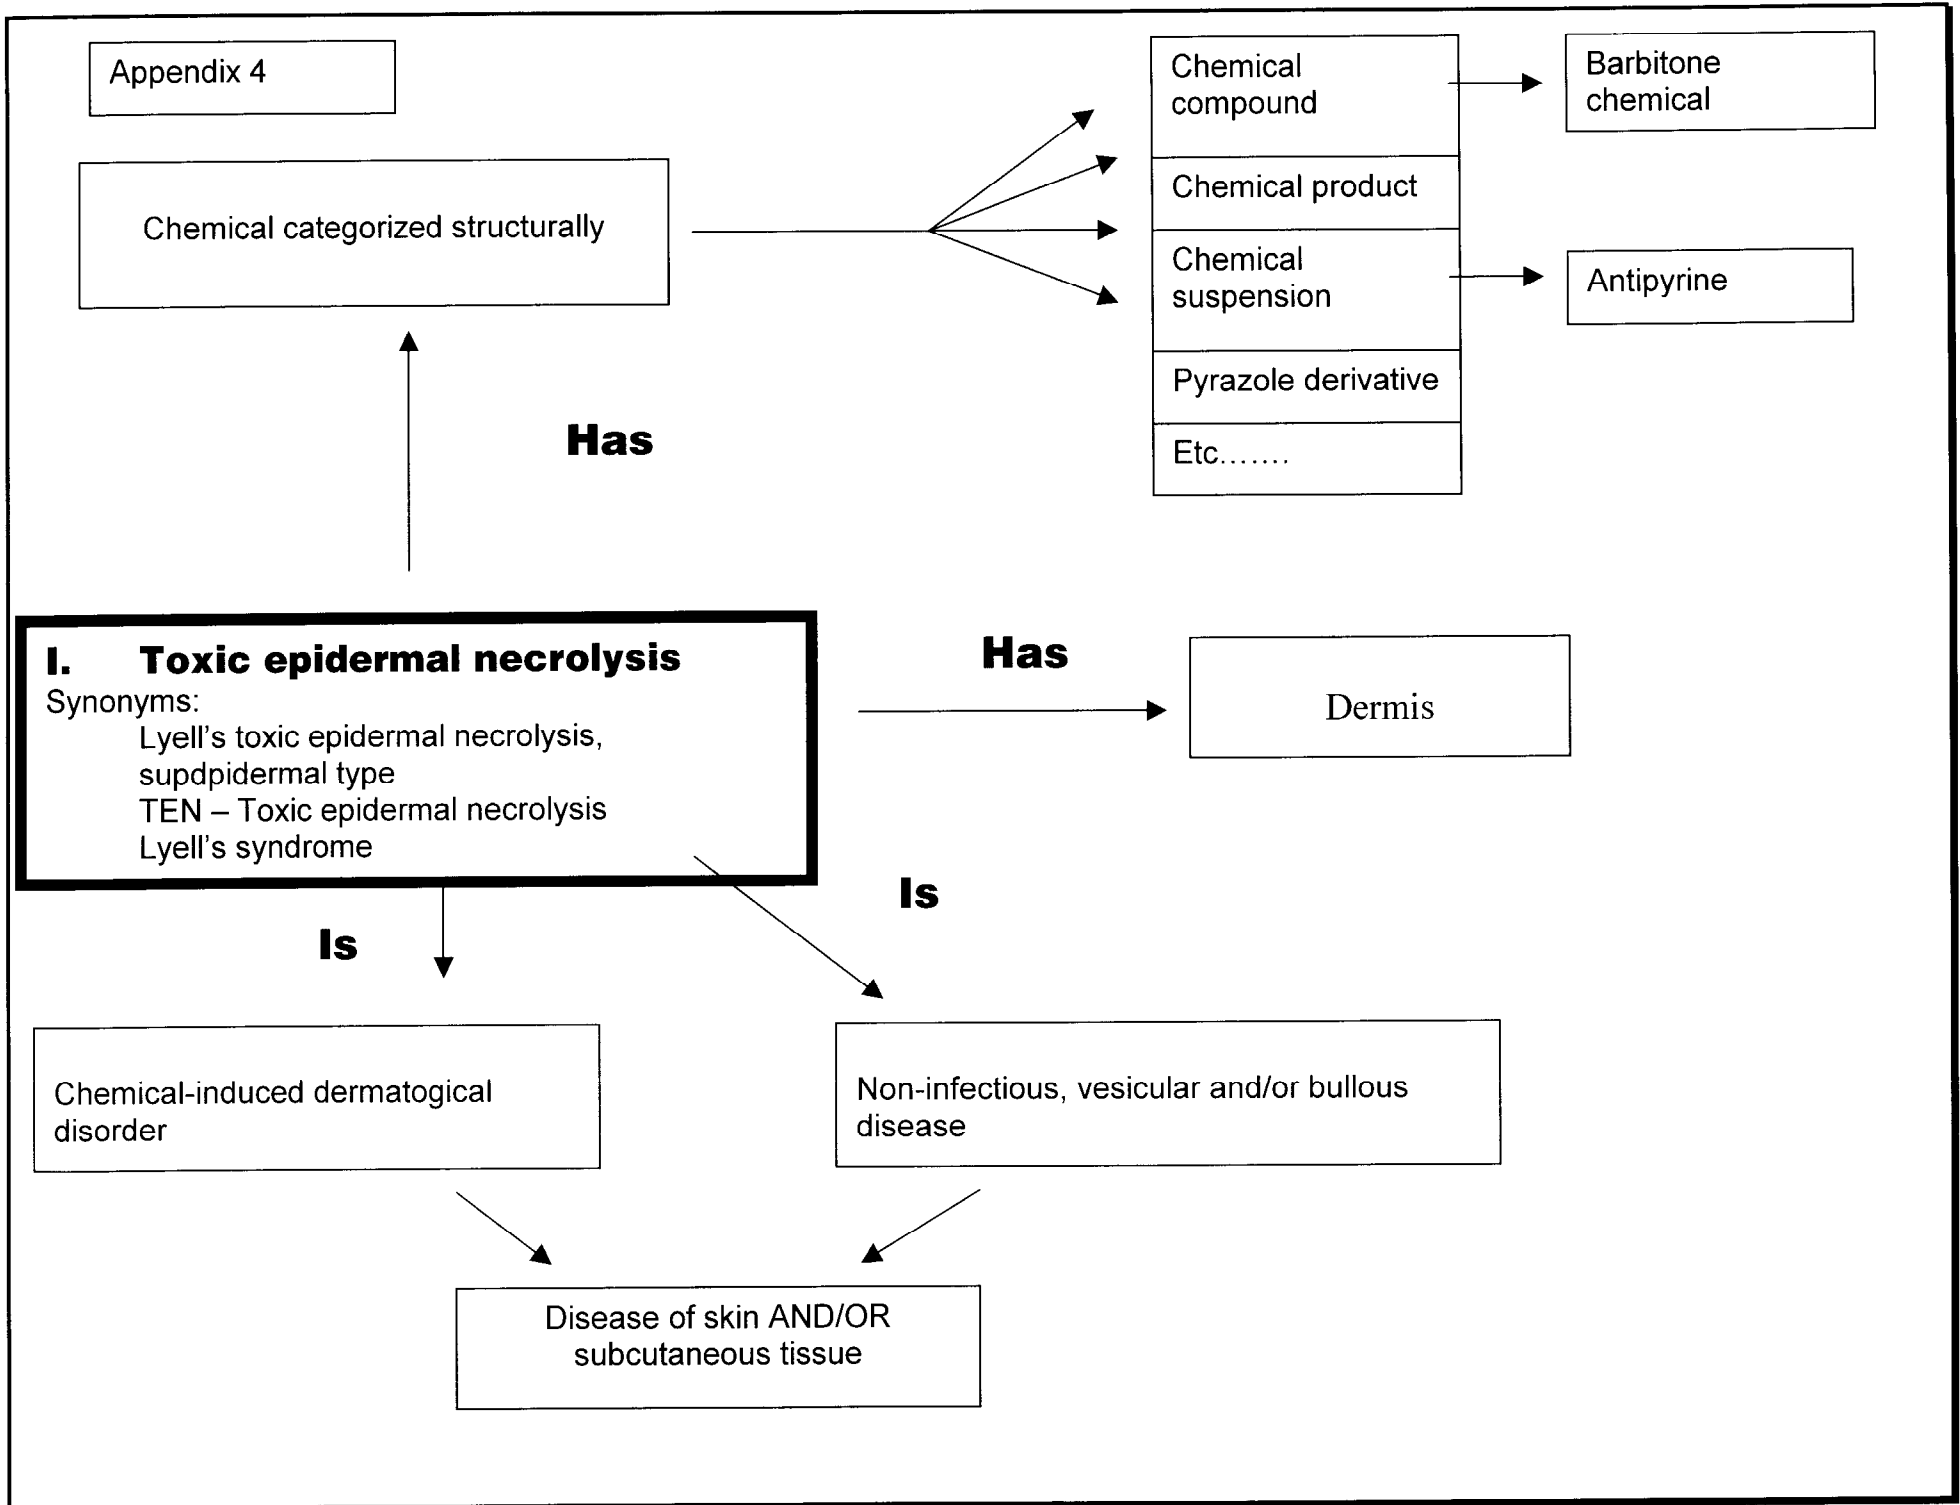 Appendix 4
Chemical categorized structurally
Chemical
compound
Chemical product
Chemical
suspension
Pyrazole derivative
Etc.......
Barbitone
chemical
Antipyrine
Has
I. Toxic epidermal necrolysis
Synonyms:
Lyell's toxic epidermal necrolysis,
supdpidermal type
TEN – Toxic epidermal necrolysis
Lyell's syndrome
Has
Dermis
Is
Is
Chemical-induced dermatogical
disorder
Non-infectious, vesicular and/or bullous
disease
Disease of skin AND/OR
subcutaneous tissue